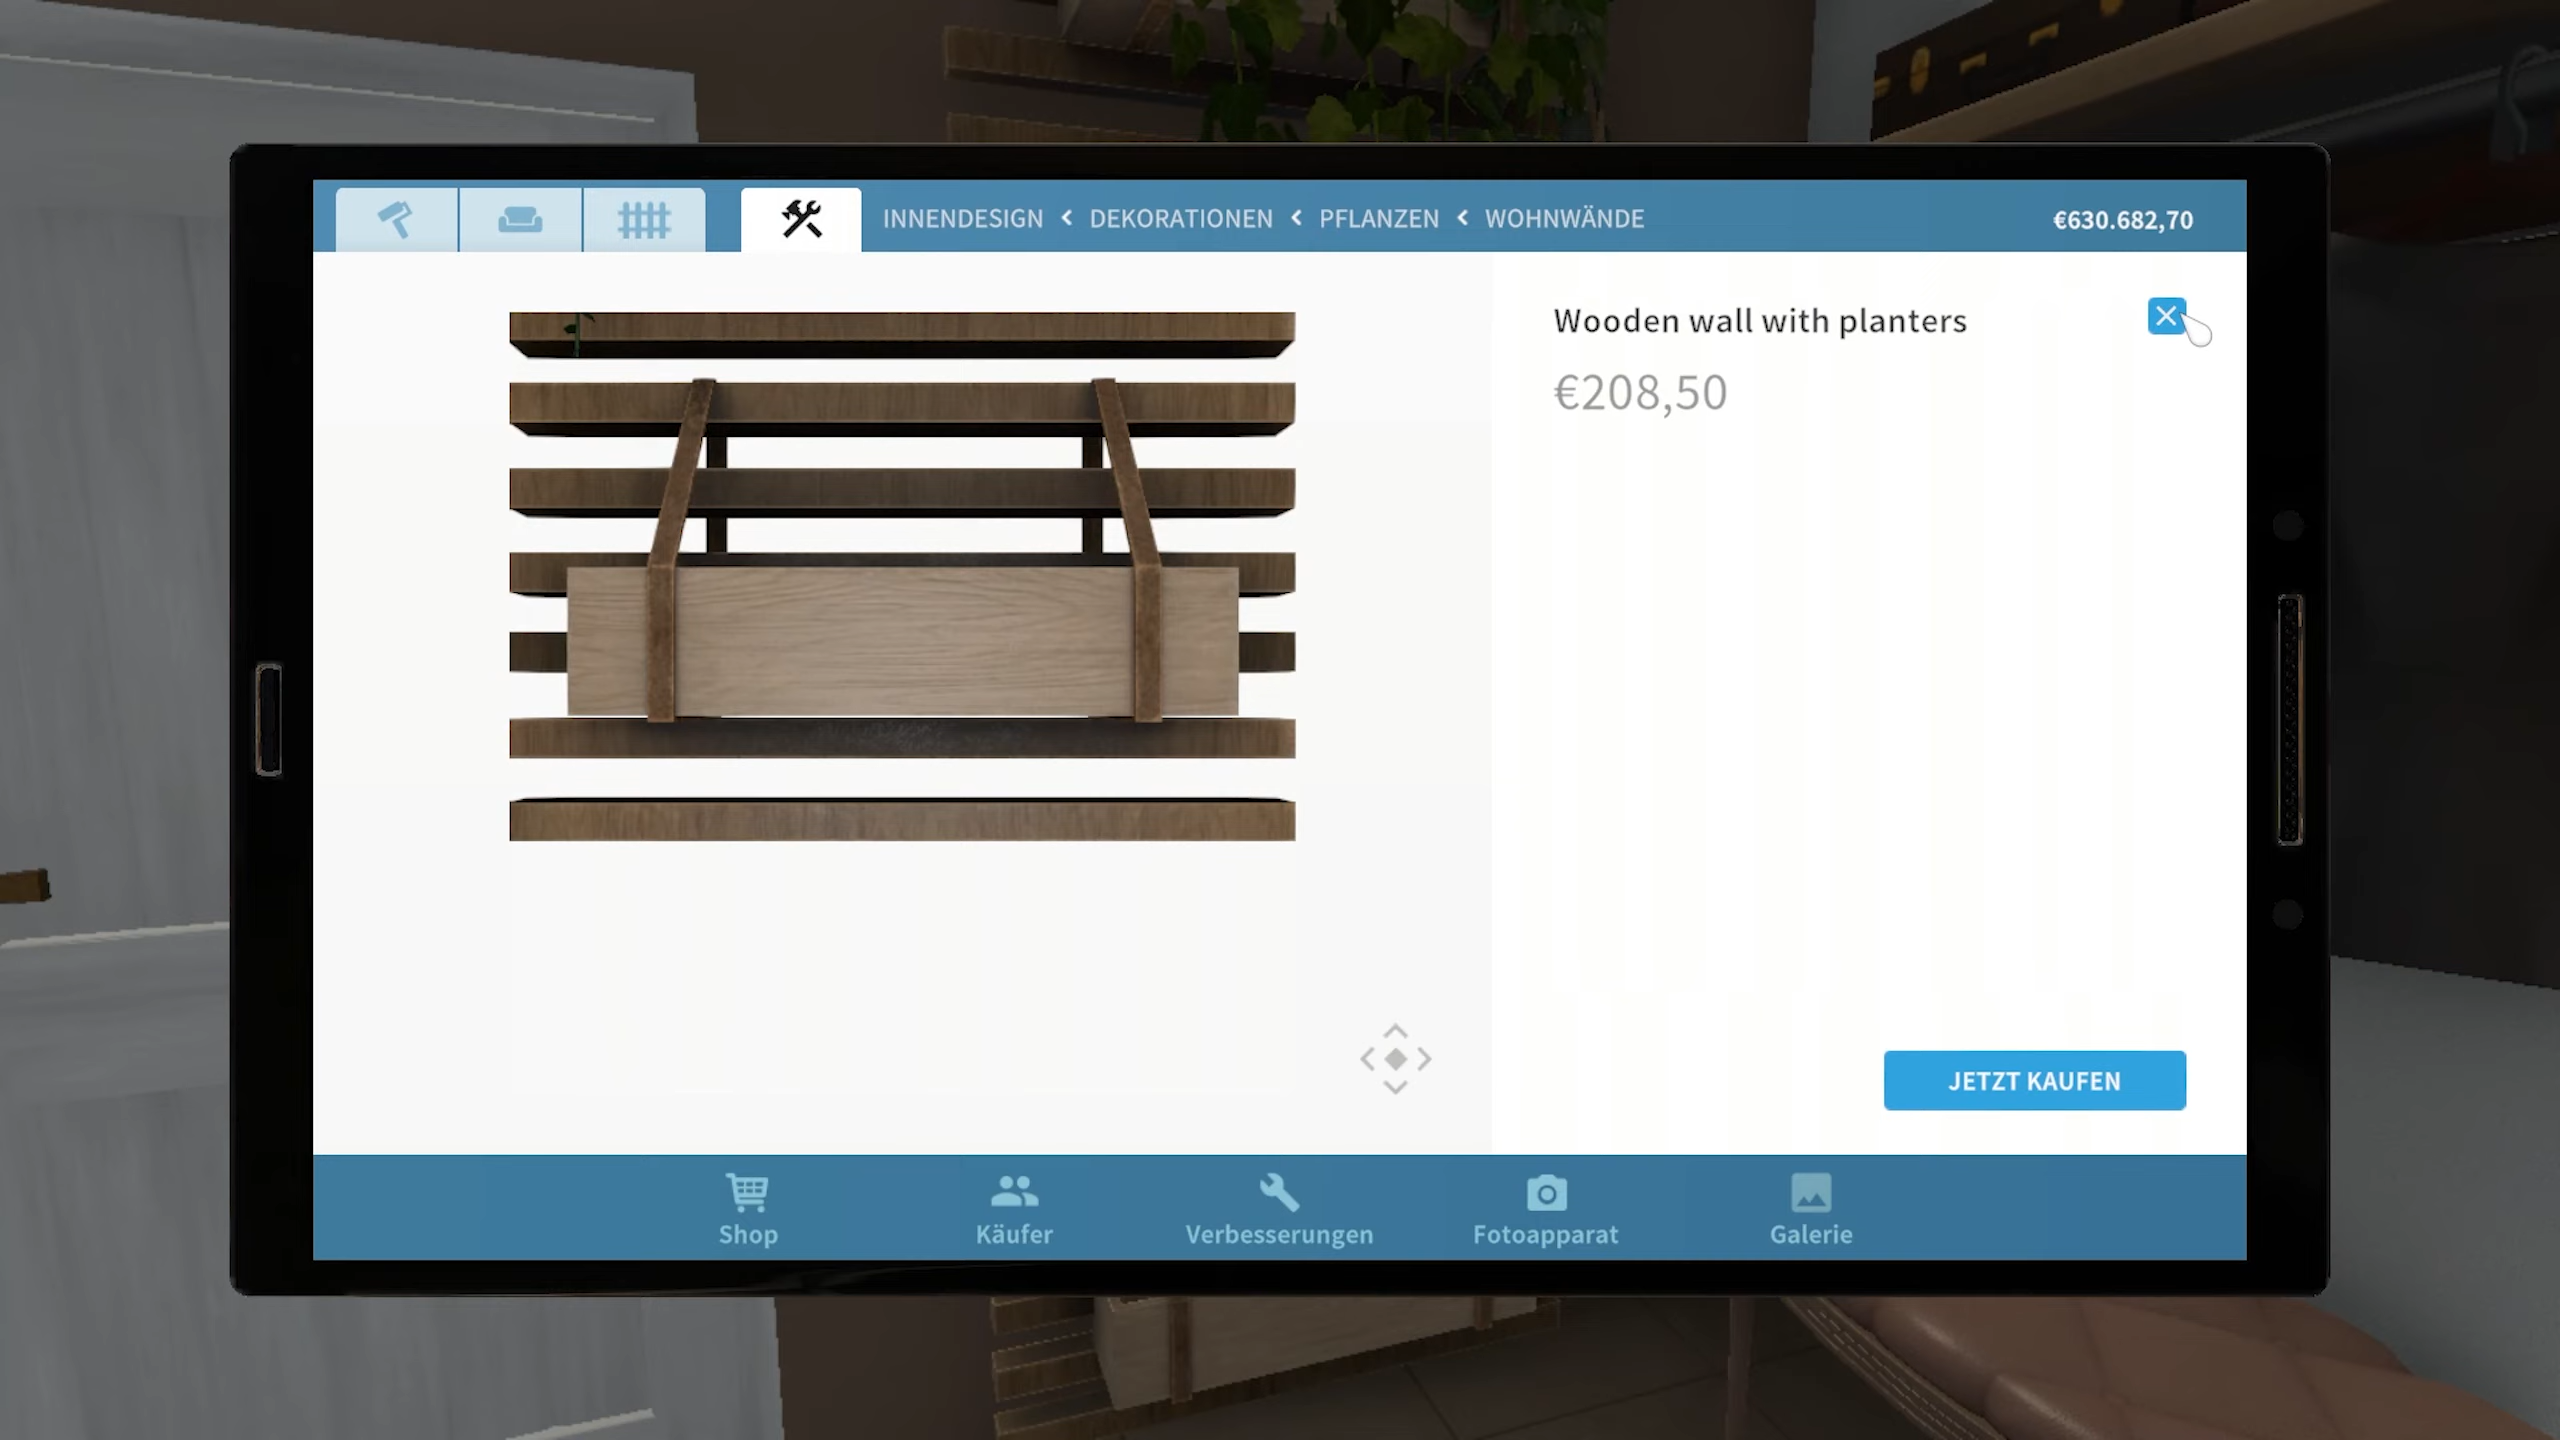 INNENDESIGN < DEKORATIONEN < PFLANZEN < WOHNWÄNDE
€630.682,70
Wooden wall with planters
€208,50
JETZT KAUFEN
Shop
Käufer
Verbesserungen
Fotoapparat
Galerie